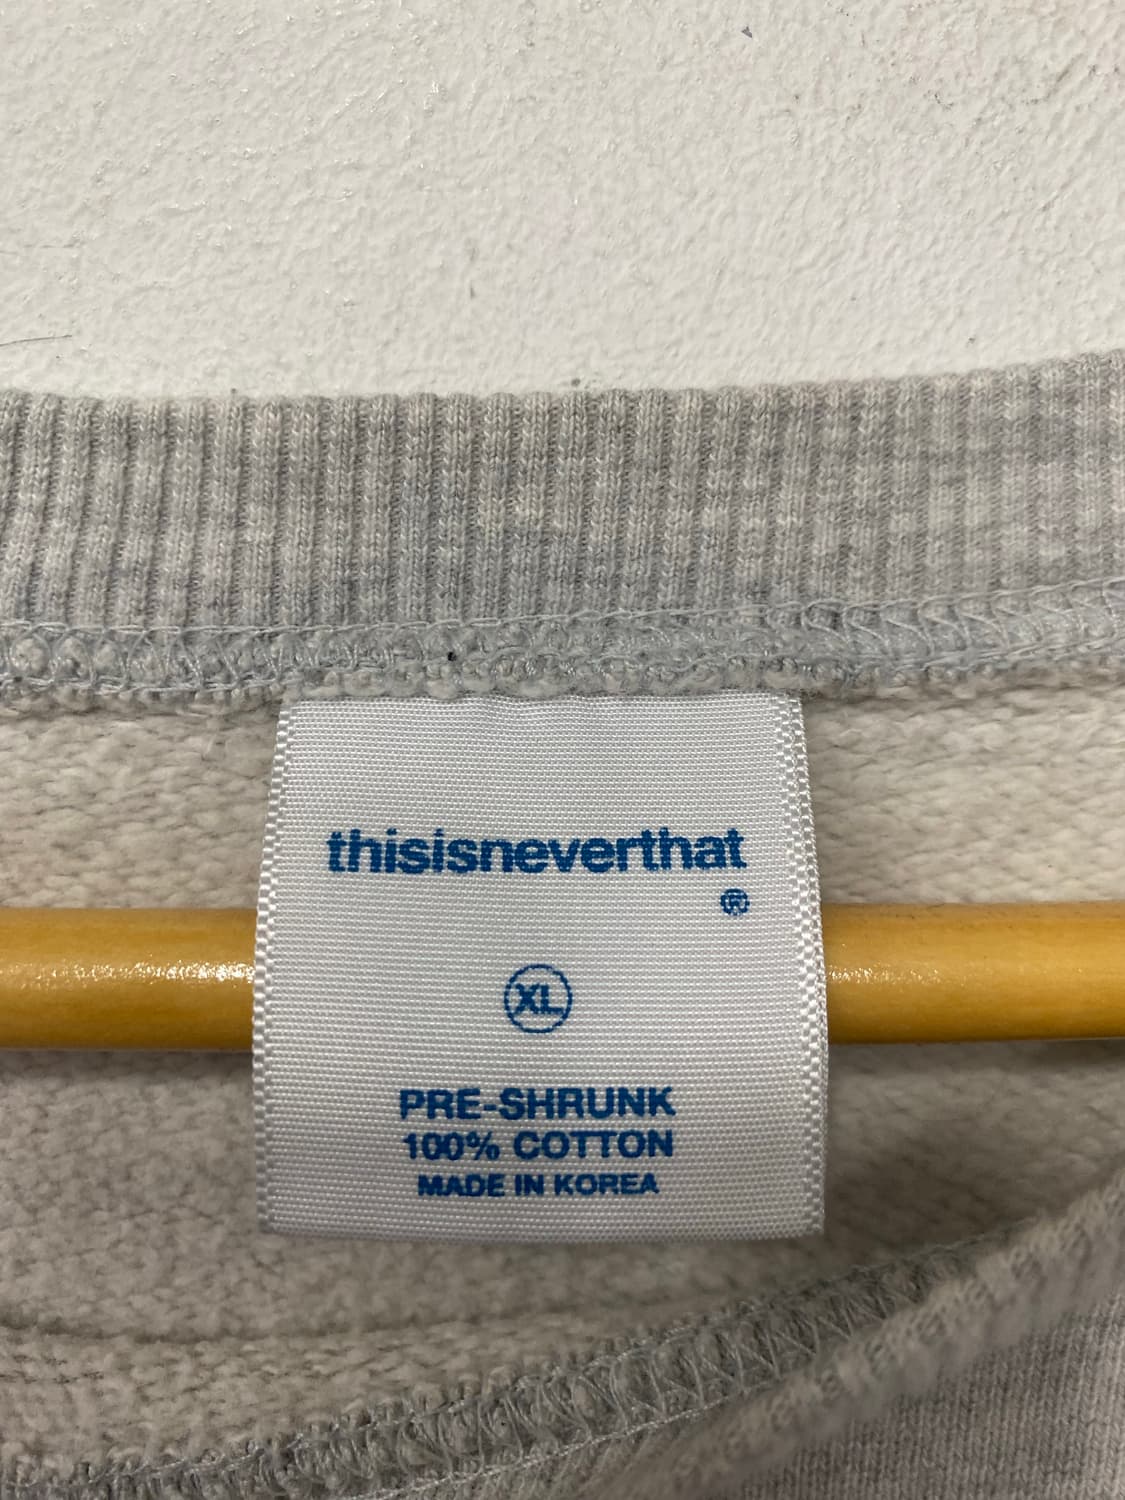 thisisneverthat
®
XL
PRE-SHRUNK
100% COTTON
MADE IN KOREA